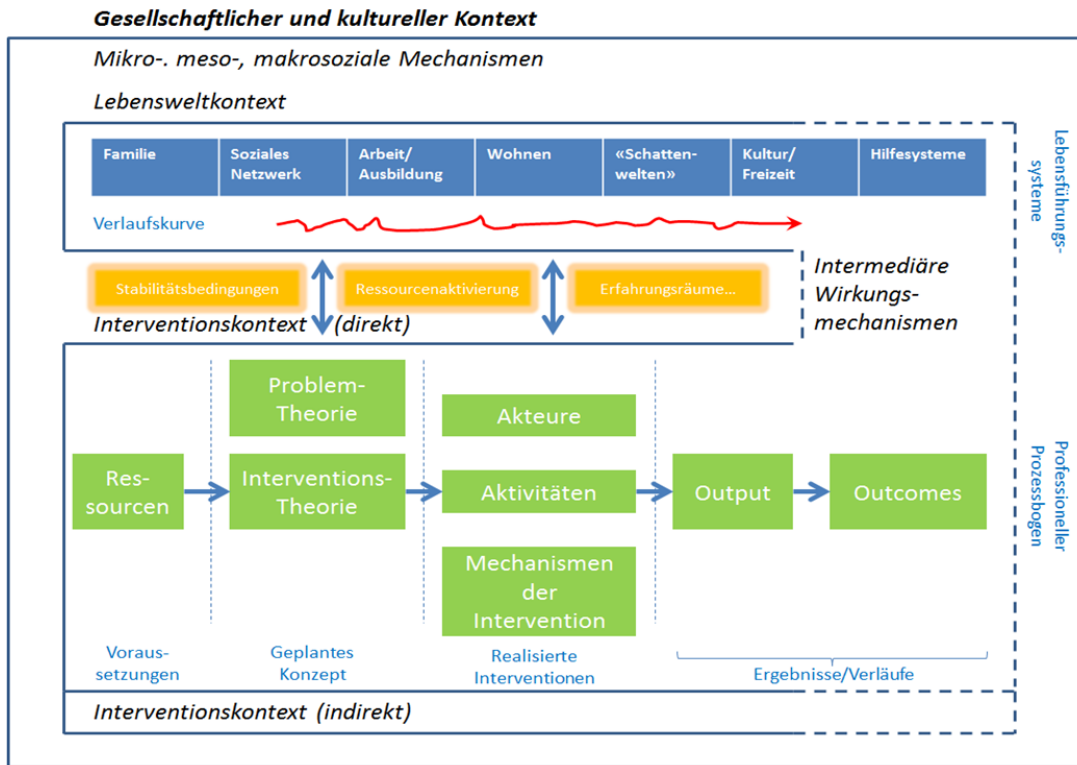 Gesellschaftlicher und kultureller Kontext
Mikro-. meso-, makrosoziale Mechanismen
Lebensweltkontext
Familie
Soziales
Netzwerk
Arbeit/
Ausbildung
Wohnen
«Schatten-
welten»
Kultur/
Freizeit
Hilfesysteme
Lebensführungs-
systeme
Verlaufskurve
Stabilitätsbedingungen
Ressourcenaktivierung
Erfahrungsräume...
Intermediäre
Wirkungs-
mechanismen
Interventionskontext (direkt)
Problem-
Theorie
Akteure
Res-
sourcen
Interventions-
Theorie
Aktivitäten
Output
Outcomes
Mechanismen
der
Intervention
Professioneller
Prozessbogen
Voraus-
setzungen
Geplantes
Konzept
Realisierte
Interventionen
Ergebnisse/Verläufe
Interventionskontext (indirekt)